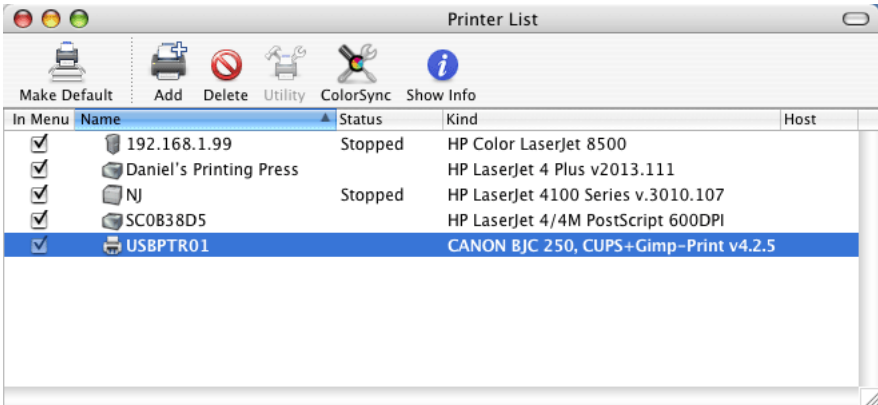 Printer List
Make Default Add Delete Utility ColorSync Show Info
In Menu Name Status Kind Host
192.168.1.99 Stopped HP Color LaserJet 8500
Daniel's Printing Press HP LaserJet 4 Plus v2013.111
NJ Stopped HP LaserJet 4100 Series v.3010.107
SC0B38D5 HP LaserJet 4/4M PostScript 600DPI
USBPTR01 CANON BJC 250, CUPS+Gimp-Print v4.2.5